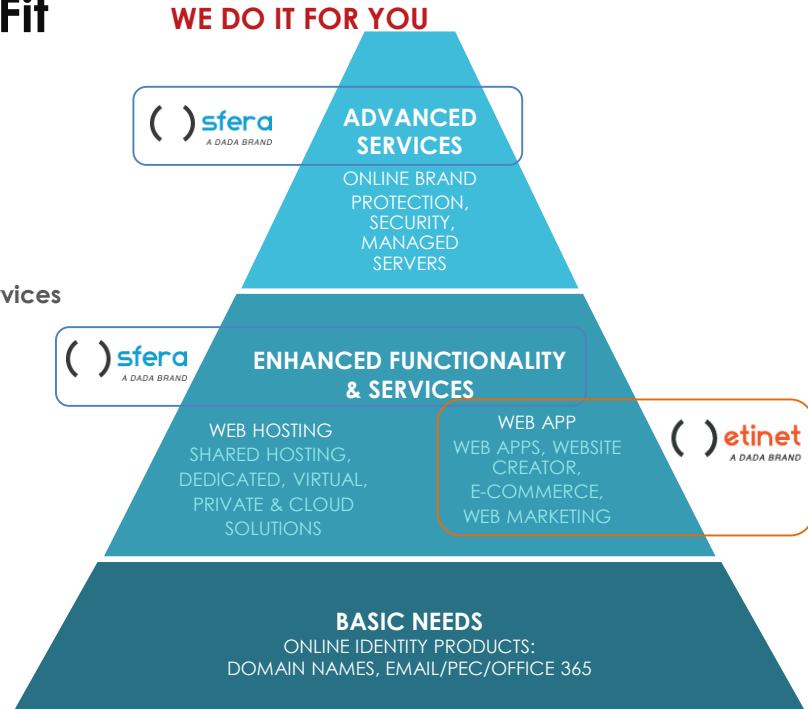 Fit
WE DO IT FOR YOU
( ) sfera
A DADA BRAND
ADVANCED
SERVICES
ONLINE BRAND
PROTECTION,
SECURITY,
MANAGED
SERVERS
vices
( ) sfera
A DADA BRAND
ENHANCED FUNCTIONALITY
& SERVICES
WEB HOSTING
SHARED HOSTING,
DEDICATED, VIRTUAL,
PRIVATE & CLOUD
SOLUTIONS
WEB APP
WEB APPS, WEBSITE
CREATOR,
E-COMMERCE,
WEB MARKETING
( ) etinet
A DADA BRAND
BASIC NEEDS
ONLINE IDENTITY PRODUCTS:
DOMAIN NAMES, EMAIL/PEC/OFFICE 365